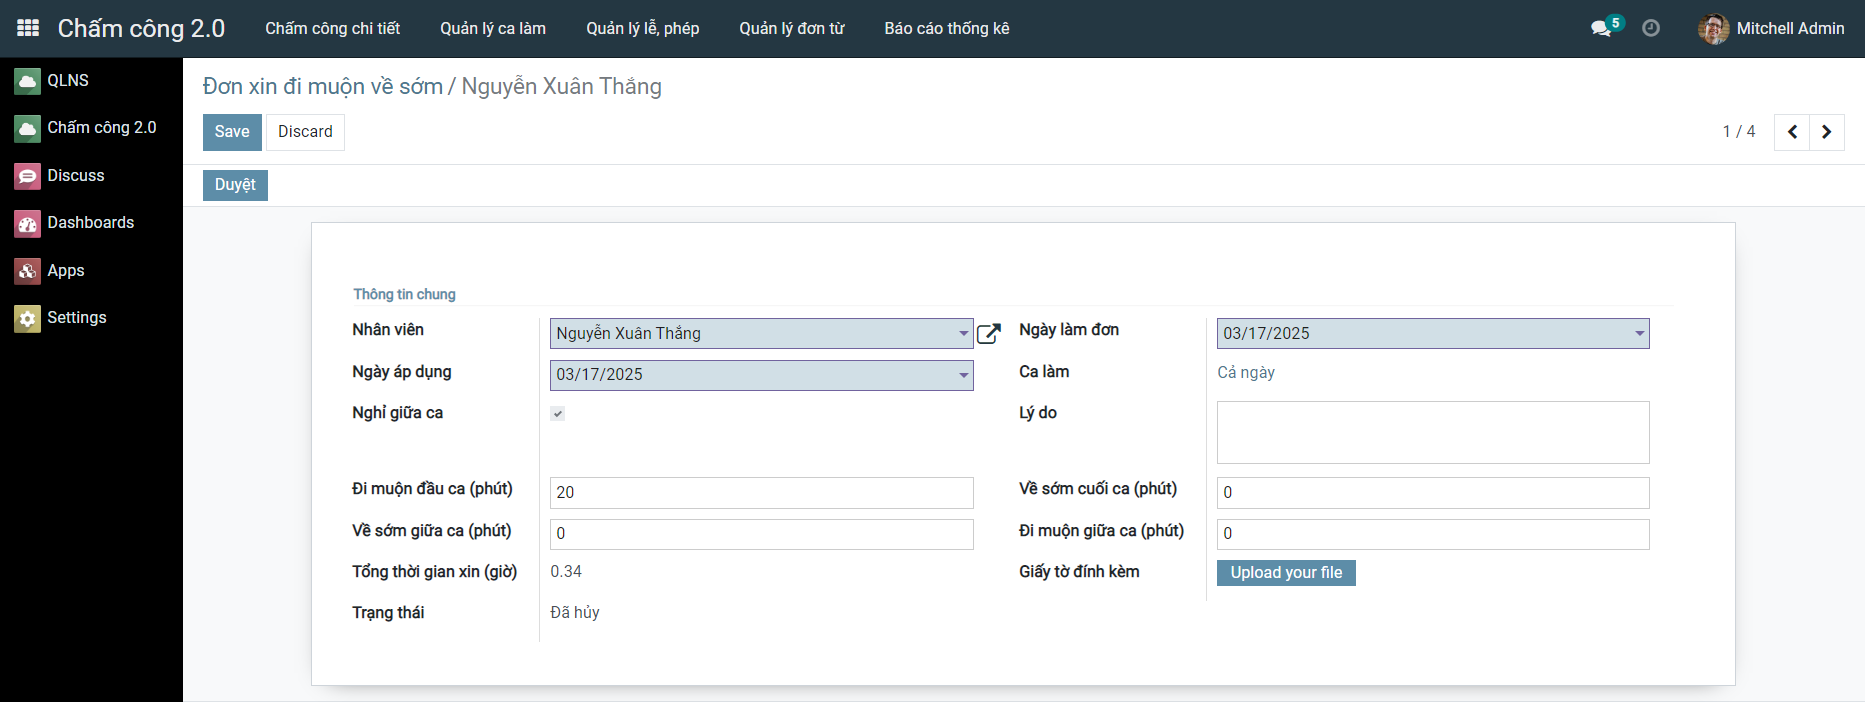 Chấm công 2.0 Chấm công chi tiết Quản lý ca làm Quản lý lễ, phép Quản lý đơn từ Báo cáo thống kê 5 Mitchell Admin
QLNS
Chấm công 2.0
Discuss
Dashboards
Apps
Settings
Đơn xin đi muộn về sớm / Nguyễn Xuân Thắng
Save Discard 1 / 4
Duyệt
Thông tin chung
Nhân viên Nguyễn Xuân Thắng Ngày làm đơn 03/17/2025
Ngày áp dụng 03/17/2025 Ca làm Cả ngày
Nghỉ giữa ca Lý do
Đi muộn đầu ca (phút) 20 Về sớm cuối ca (phút) 0
Về sớm giữa ca (phút) 0 Đi muộn giữa ca (phút) 0
Tổng thời gian xin (giờ) 0.34 Giấy tờ đính kèm Upload your file
Trạng thái Đã hủy